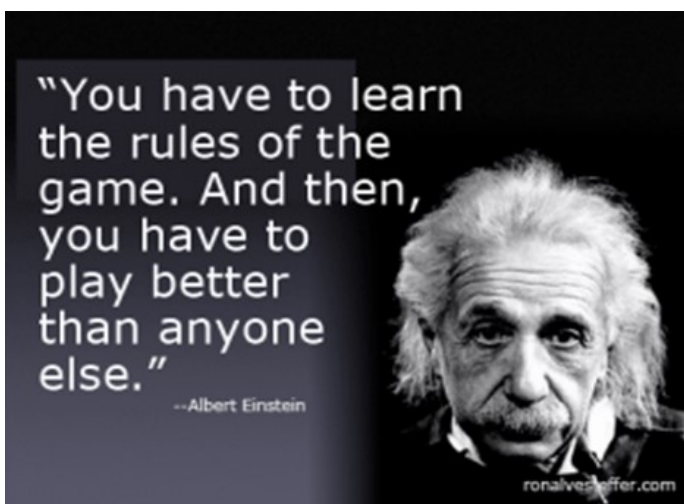 “You have to learn
the rules of the
game. And then,
you have to
play better
than anyone
else.”
--Albert Einstein